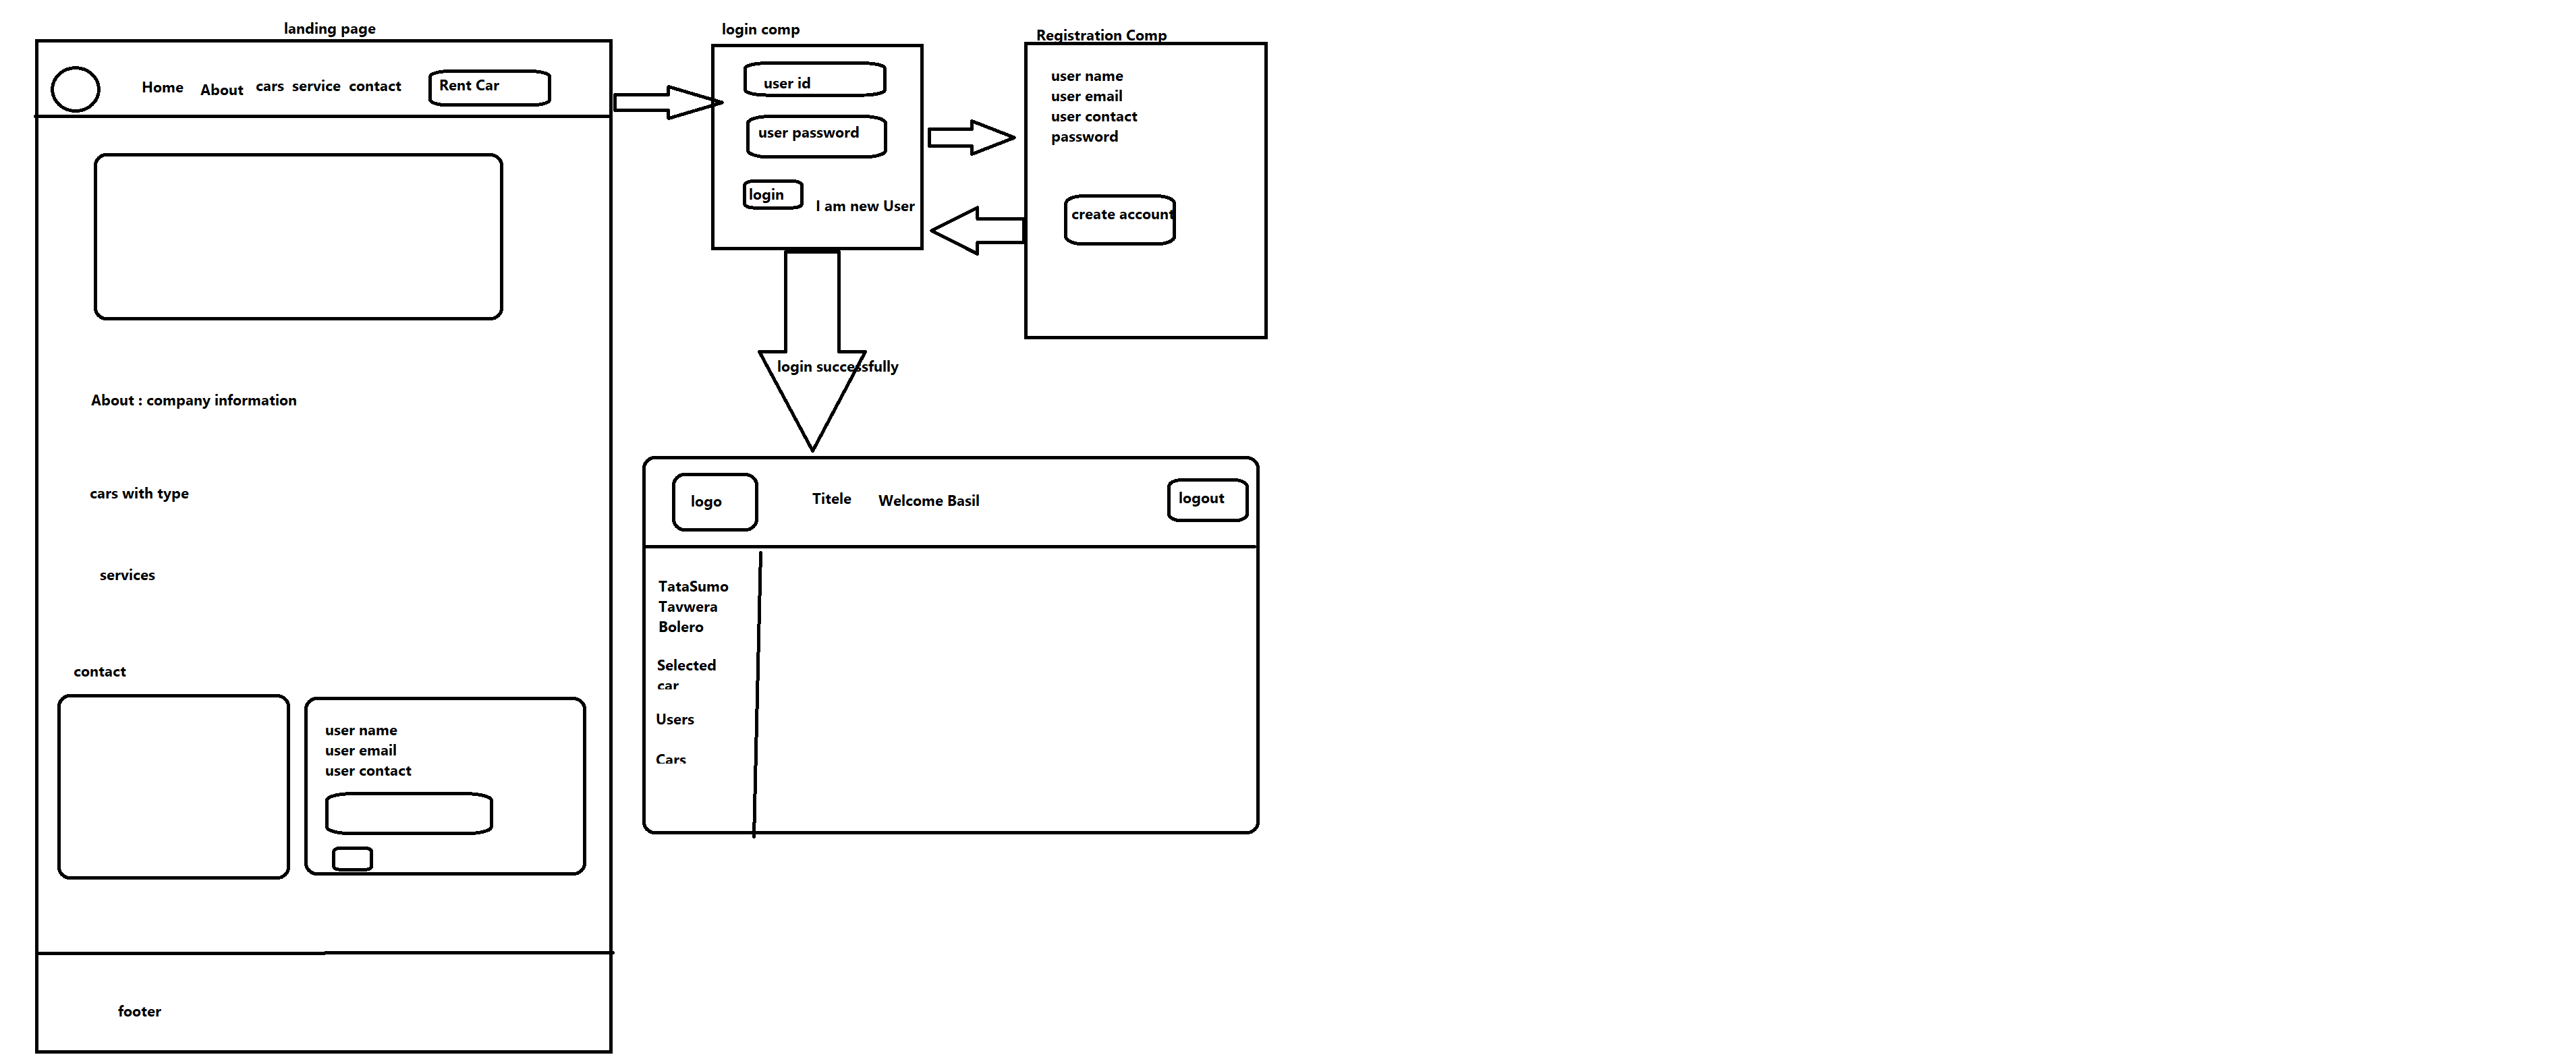 landing page
Home About cars service contact Rent Car
About : company information
cars with type
services
contact
user name
user email
user contact
footer
login comp
user id
user password
login
I am new User
Registration Comp
user name
user email
user contact
password
create account
login successfully
logo
Titele
Welcome Basil
logout
TataSumo
Tavwera
Bolero
Selected
car
Users
Cars